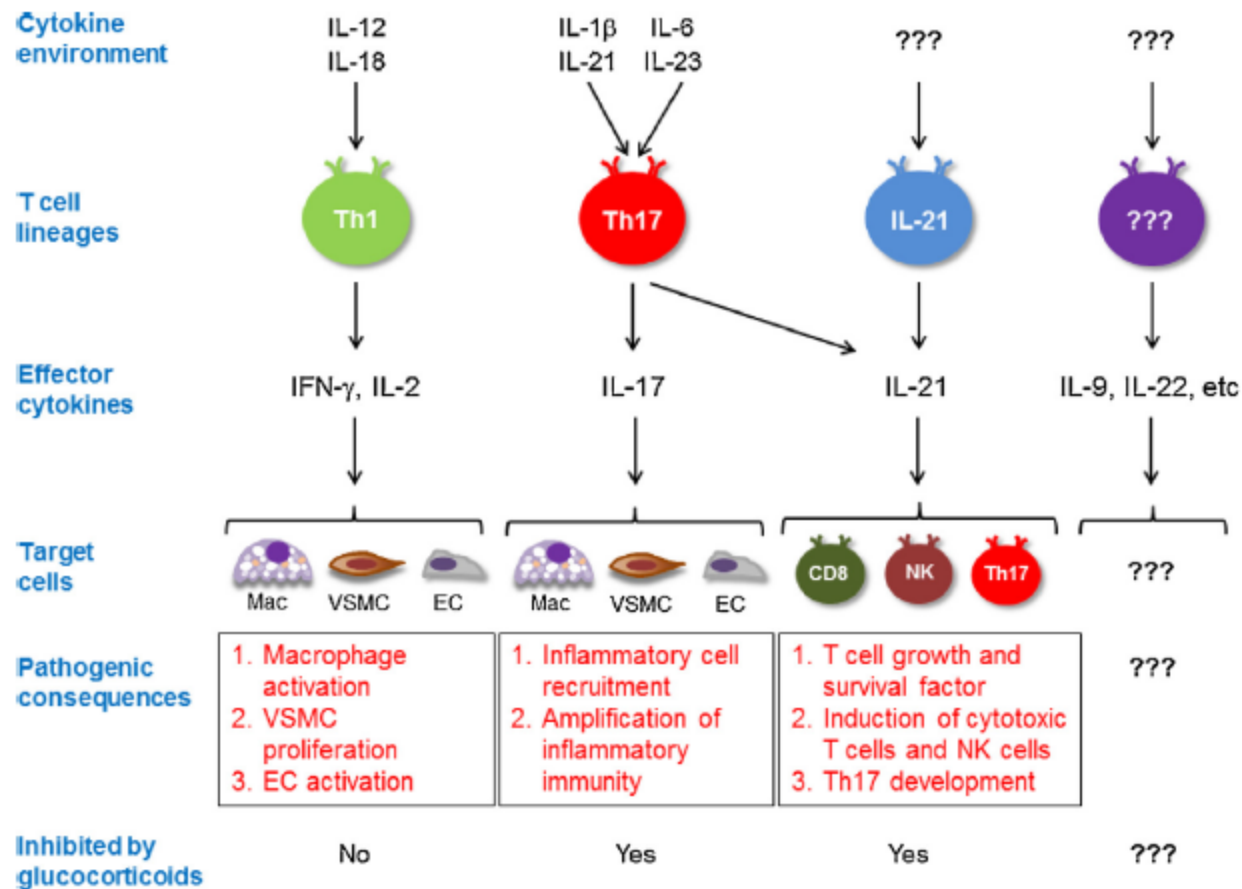 Cytokine
environment
IL-12
IL-18
IL-1β IL-6
IL-21 IL-23
???
???
T cell
lineages
Th1
Th17
IL-21
???
Effector
cytokines
IFN-γ, IL-2
IL-17
IL-21
IL-9, IL-22, etc
Target
cells
Mac VSMC EC
Mac VSMC EC
CD8 NK Th17
???
Pathogenic
consequences
1. Macrophage
activation
2. VSMC
proliferation
3. EC activation
1. Inflammatory cell
recruitment
2. Amplification of
inflammatory
immunity
1. T cell growth and
survival factor
2. Induction of cytotoxic
T cells and NK cells
3. Th17 development
???
Inhibited by
glucocorticoids
No
Yes
Yes
???